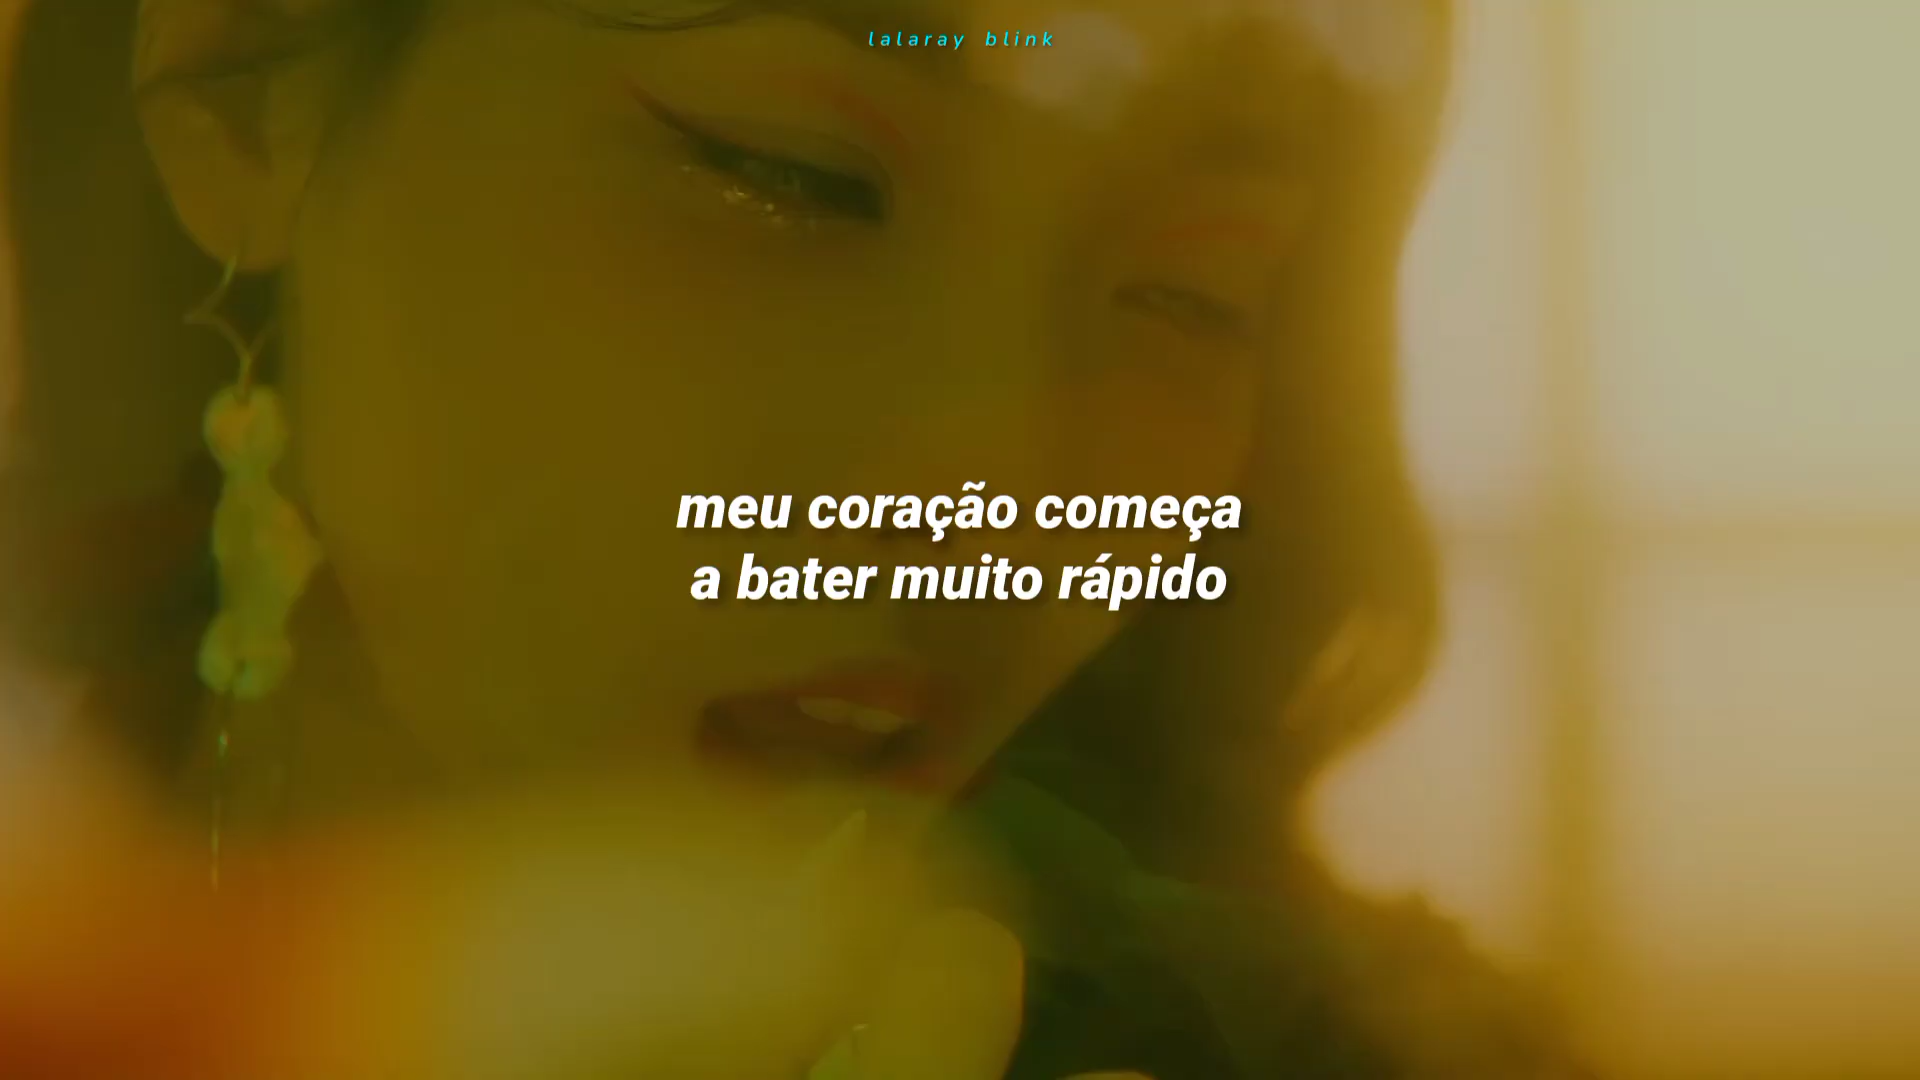 lalaray blink
meu coração começa
a bater muito rápido